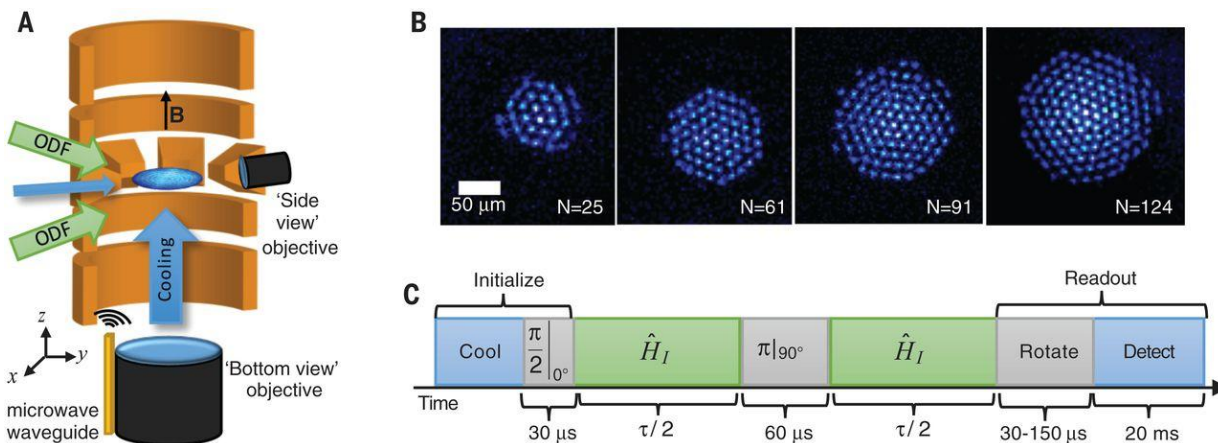 A
B
ODF
ODF
Cooling
'Side
view'
objective
z
y
x
microwave
waveguide
'Bottom view'
objective
B
50 μm
N=25
N=61
N=91
N=124
C
Initialize
Readout
Cool
π/2|0°
Ĥ_I
π|90°
Ĥ_I
Rotate
Detect
Time
30 μs
τ/2
60 μs
τ/2
30-150 μs
20 ms